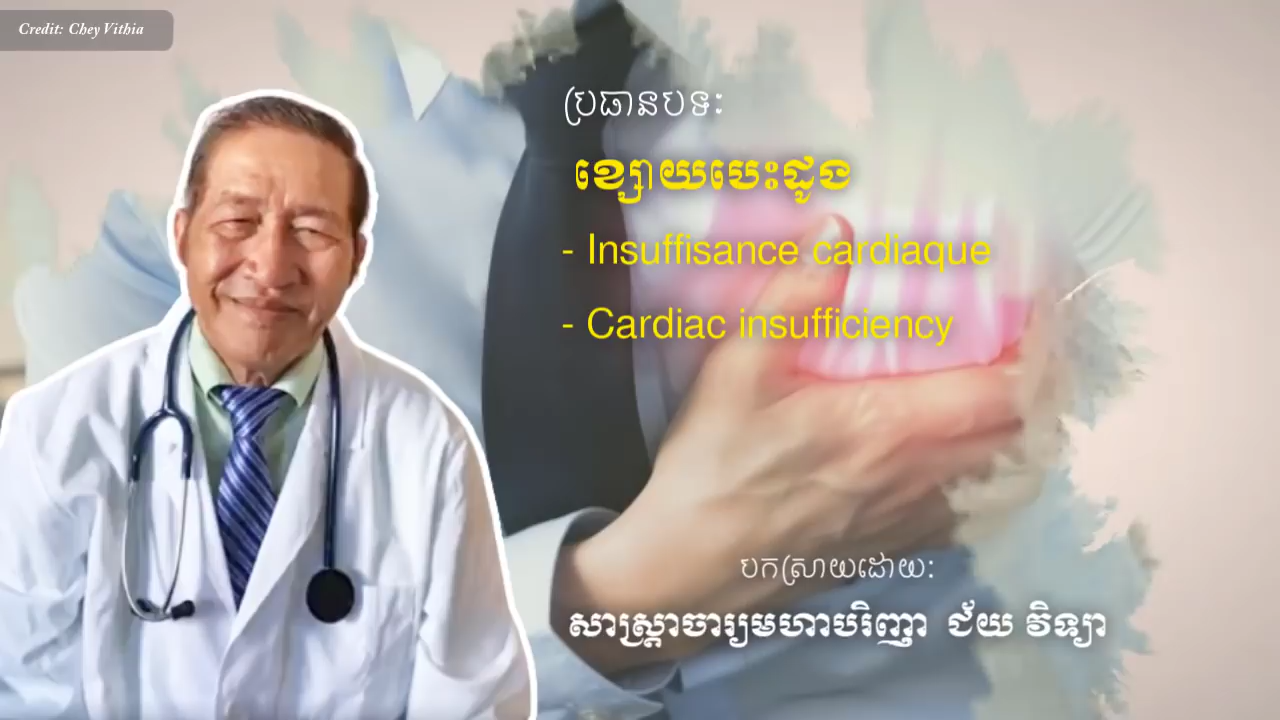 Credit: Chey Vithia
ប្រធានបទៈ
ខ្សោយបេះដូង
- Insuffisance cardiaque
- Cardiac insufficiency
បកស្រាយដោយៈ
សាស្ត្រាចារ្យមហាបរិញ្ញា ជ័យ វិទ្យា